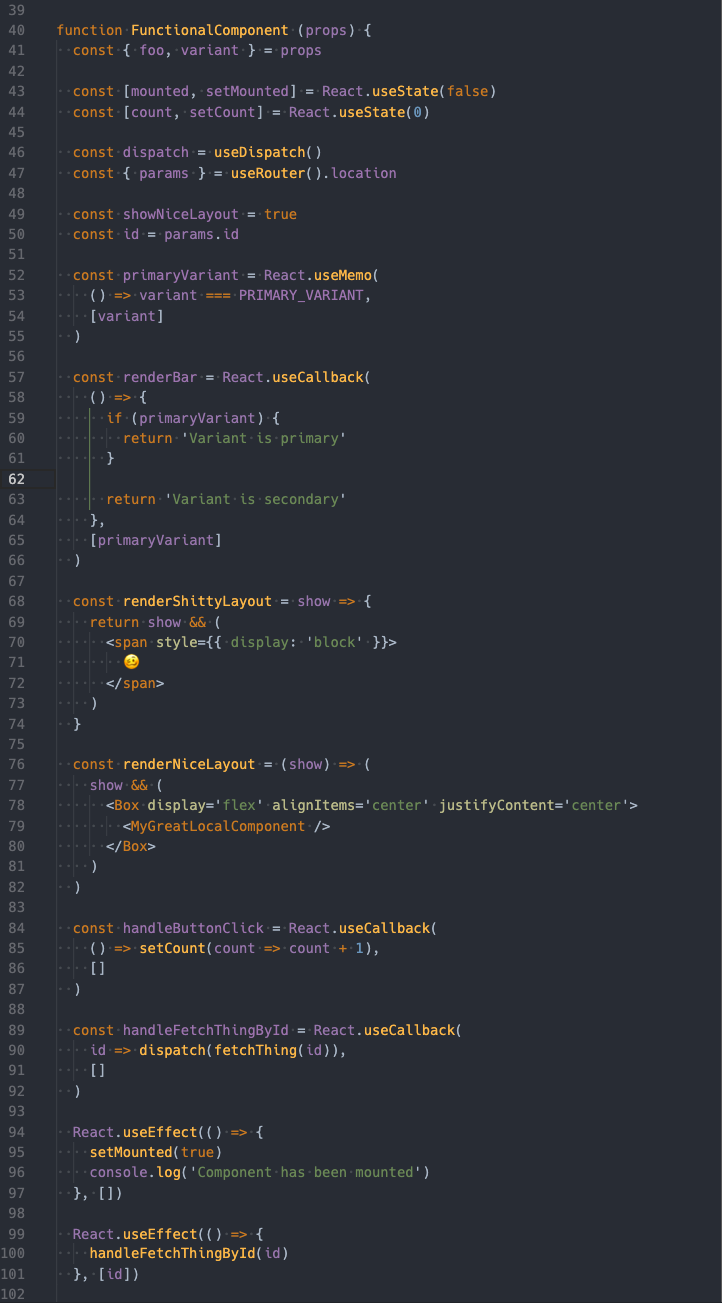 39
40 function FunctionalComponent (props) {
41   const { foo, variant } = props
42
43   const [mounted, setMounted] = React.useState(false)
44   const [count, setCount] = React.useState(0)
45
46   const dispatch = useDispatch()
47   const { params } = useRouter().location
48
49   const showNiceLayout = true
50   const id = params.id
51
52   const primaryVariant = React.useMemo(
53     () => variant === PRIMARY_VARIANT,
54     [variant]
55   )
56
57   const renderBar = React.useCallback(
58     () => {
59       if (primaryVariant) {
60         return 'Variant is primary'
61       }
62
63       return 'Variant is secondary'
64     },
65     [primaryVariant]
66   )
67
68   const renderShittyLayout = show => {
69     return show && (
70       <span style={{ display: 'block' }}>
71         🥴
72       </span>
73     )
74   }
75
76   const renderNiceLayout = (show) => (
77     show && (
78       <Box display='flex' alignItems='center' justifyContent='center'>
79         <MyGreatLocalComponent />
80       </Box>
81     )
82   )
83
84   const handleButtonClick = React.useCallback(
85     () => setCount(count => count + 1),
86     []
87   )
88
89   const handleFetchThingById = React.useCallback(
90     id => dispatch(fetchThing(id)),
91     []
92   )
93
94   React.useEffect(() => {
95     setMounted(true)
96     console.log('Component has been mounted')
97   }, [])
98
99   React.useEffect(() => {
100     handleFetchThingById(id)
101   }, [id])
102